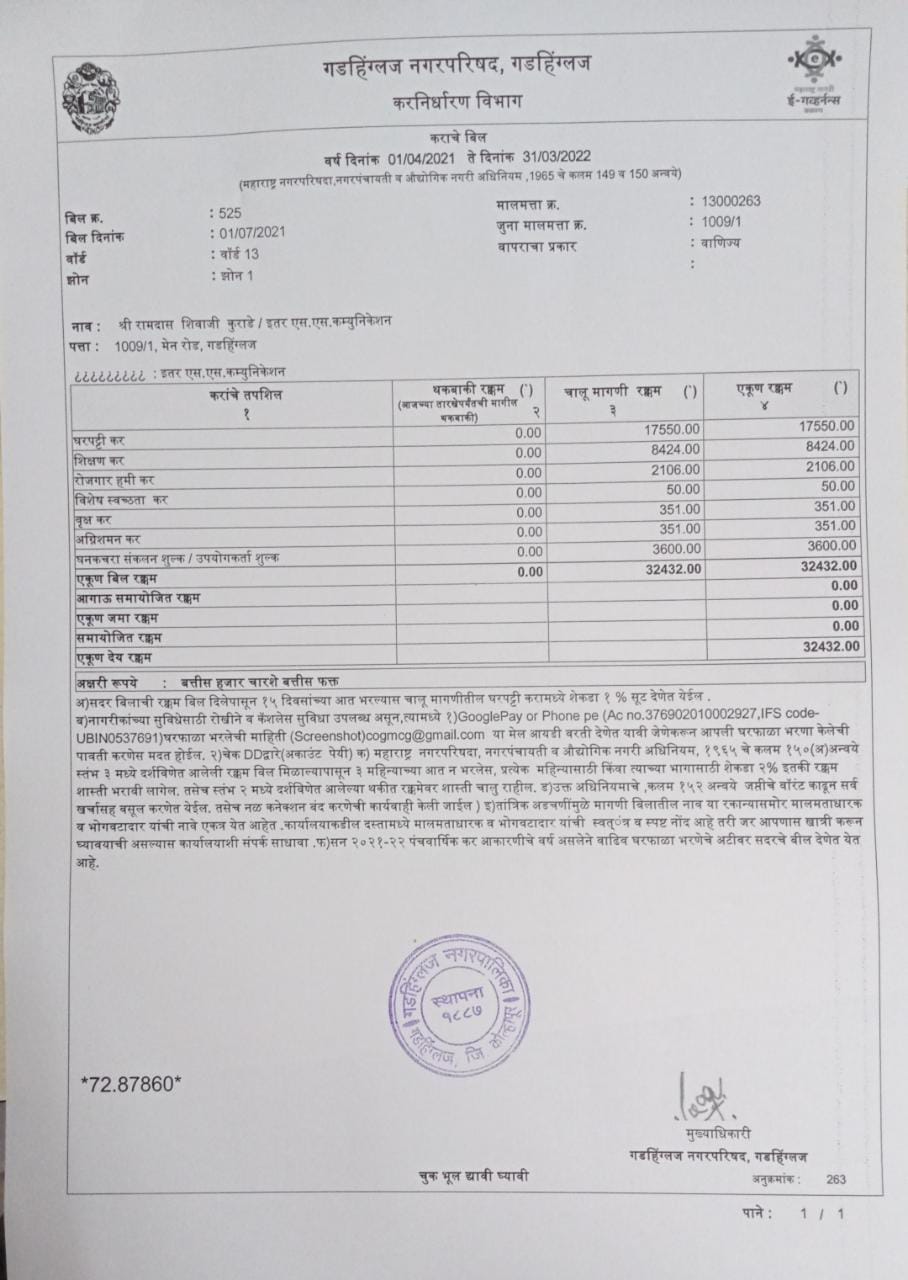 गडहिंग्लज नगरपरिषद, गडहिंग्लज
करनिर्धारण विभाग
ई-गव्हर्नन्स
कराचे बिल
वर्ष दिनांक 01/04/2021 ते दिनांक 31/03/2022
(महाराष्ट्र नगरपरिषदा,नगरपंचायती व औद्योगिक नगरी अधिनियम ,1965 चे कलम 149 व 150 अन्वये)
बिल क्र. : 525 मालमत्ता क्र. : 13000263
बिल दिनांक : 01/07/2021 जुना मालमत्ता क्र. : 1009/1
वॉर्ड : वॉर्ड 13 वापराचा प्रकार : वाणिज्य
झोन : झोन 1 :
नाव : श्री रामदास शिवाजी कुराडे / इतर एस.एस.कम्युनिकेशन
पत्ता : 1009/1, मेन रोड, गडहिंग्लज
८८८८८८८८८ : इतर एस.एस.कम्युनिकेशन
करांचे तपशिल १ थकबाकी रक्कम (`) (आजच्या तारखेपर्यंतची मागील थकबाकी) २ चालू मागणी रक्कम (`) ३ एकूण रक्कम (`) ४
घरपट्टी कर 0.00 17550.00 17550.00
शिक्षण कर 0.00 8424.00 8424.00
रोजगार हमी कर 0.00 2106.00 2106.00
विशेष स्वच्छता कर 0.00 50.00 50.00
वृक्ष कर 0.00 351.00 351.00
अग्निशमन कर 0.00 351.00 351.00
घनकचरा संकलन शुल्क / उपयोगकर्ता शुल्क 0.00 3600.00 3600.00
एकूण बिल रक्कम 0.00 32432.00 32432.00
आगाऊ समायोजित रक्कम 0.00
एकूण जमा रक्कम 0.00
समायोजित रक्कम 0.00
एकूण देय रक्कम 32432.00
अक्षरी रूपये : बत्तीस हजार चारशे बत्तीस फक्त
अ)सदर बिलाची रक्कम बिल दिलेपासून १५ दिवसांच्या आत भरल्यास चालू मागणीतील घरपट्टी करामध्ये शेकडा १ % सूट देणेत येईल .
ब)नागरीकांच्या सुविधेसाठी रोखीने व कॅशलेस सुविधा उपलब्ध असून,त्यामध्ये १)GooglePay or Phone pe (Ac no.376902010002927,IFS code-
UBIN0537691)घरफाळा भरलेची माहिती (Screenshot)cogmcg@gmail.com या मेल आयडी वरती देणेत यावी जेणेकरून आपली घरफाळा भरणा केलेची
पावती करणेस मदत होईल. २)चेक DDद्वारे(अकाउंट पेयी) क) महाराष्ट्र नगरपरिषदा, नगरपंचायती व औद्योगिक नगरी अधिनियम, १९६५ चे कलम १५०(अ)अन्वये
स्तंभ ३ मध्ये दर्शविणेत आलेली रक्कम बिल मिळाल्यापासून ३ महिन्याच्या आत न भरलेस, प्रत्येक महिन्यासाठी किंवा त्याच्या भागासाठी शेकडा २% इतकी रक्कम
शास्ती भरावी लागेल. तसेच स्तंभ २ मध्ये दर्शविणेत आलेल्या थकीत रक्कमेवर शास्ती चालु राहील. ड)उक्त अधिनियमाचे ,कलम १५२ अन्वये जप्तीचे वॉरंट काढून सर्व
खर्चासह वसूल करणेत येईल. तसेच नळ कनेक्शन बंद करणेची कार्यवाही केली जाईल ) इ)तांत्रिक अडचणींमुळे मागणी बिलातील नाव या रकान्यासमोर मालमताधारक
व भोगवटादार यांची नावे एकत्र येत आहेत .कार्यालयाकडील दस्तामध्ये मालमताधारक व भोगवटादार यांची स्वत्ंत्र व स्पष्ट नोंद आहे तरी जर आपणास खात्री करून
घ्यावयाची असल्यास कार्यालयाशी संपर्क साधावा .फ)सन २०२१-२२ पंचवार्षिक कर आकारणीचे वर्ष असलेने वाढिव घरफाळा भरणेचे अटीवर सदरचे बील देणेत येत
आहे.
गडहिंग्लज नगरपालिका
स्थापना
१८८७
गडहिंग्लज, जि. कोल्हापूर
*72.87860*
मुख्याधिकारी
गडहिंग्लज नगरपरिषद, गडहिंग्लज
चुक भूल द्यावी घ्यावी
अनुक्रमांक : 263
पाने : 1 / 1